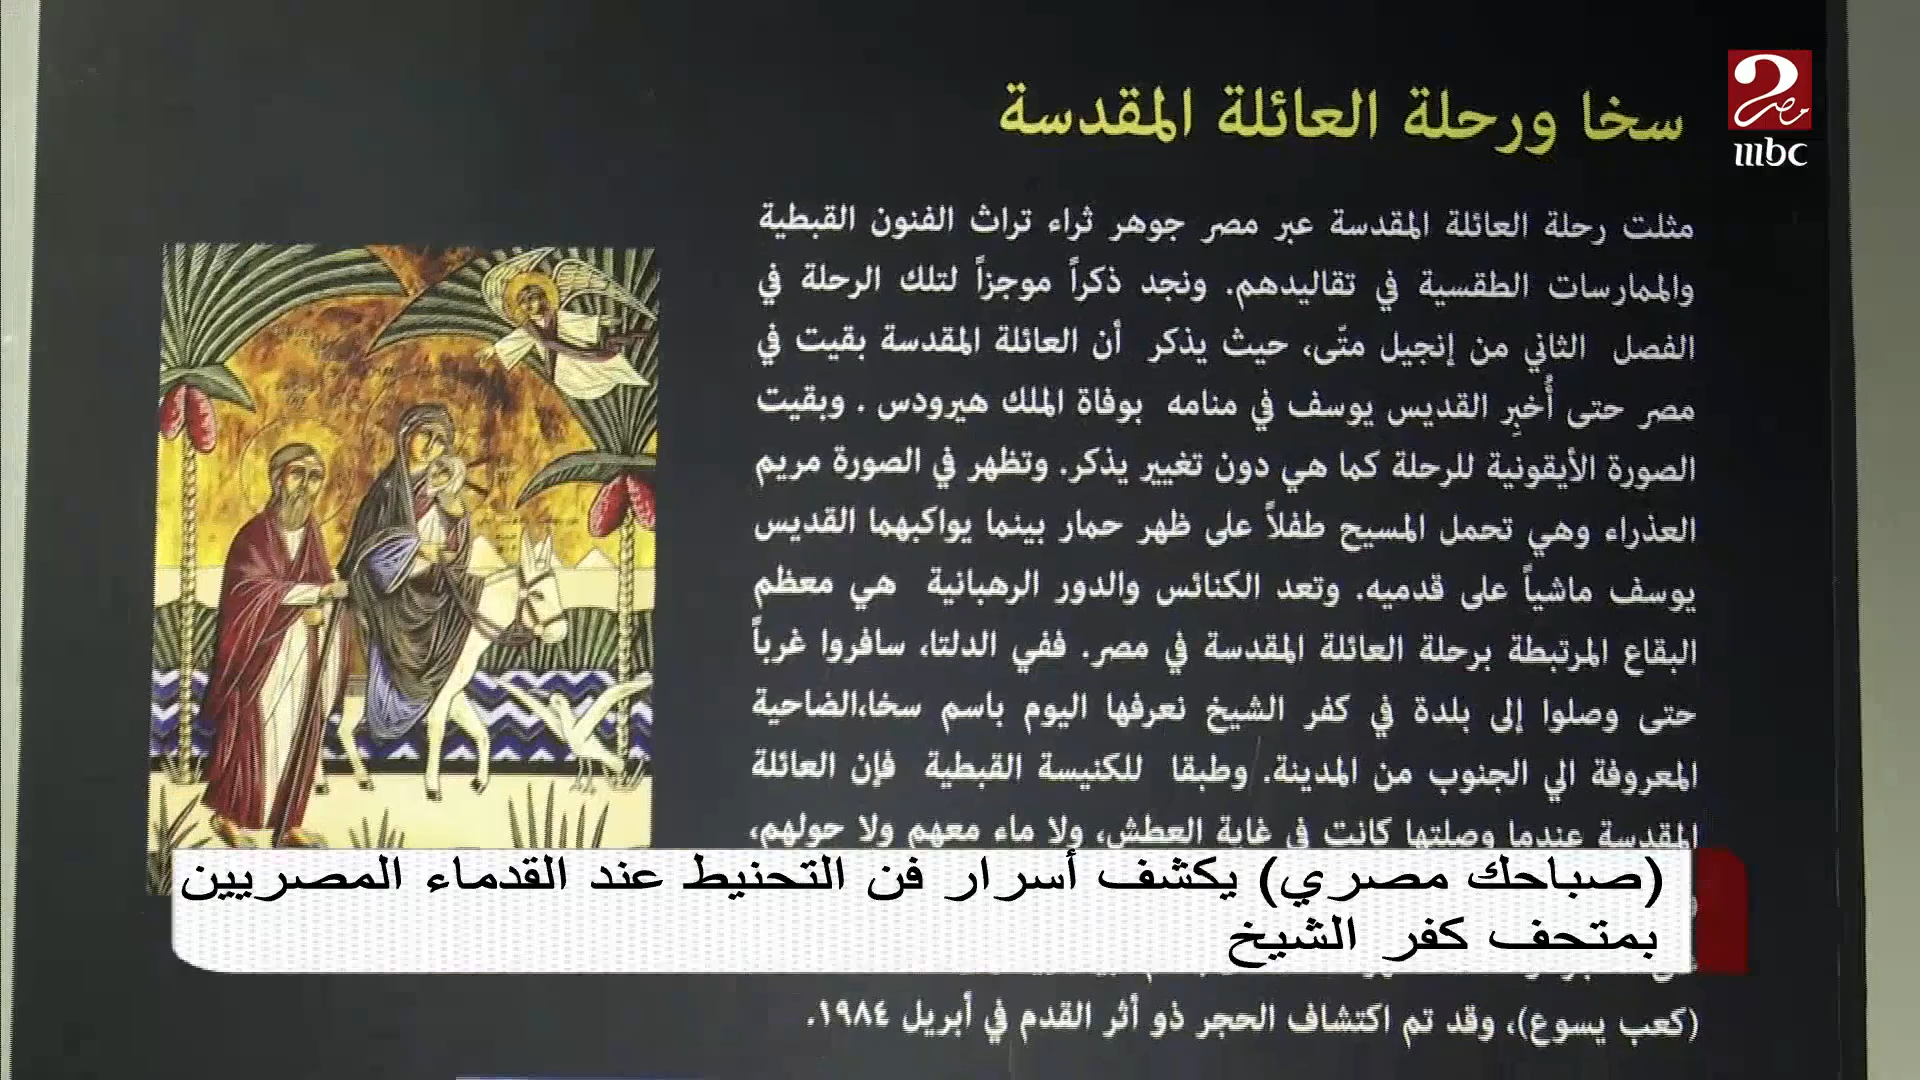 سخا ورحلة العائلة المقدسة
مصر
mbc
مثلت رحلة العائلة المقدسة عبر مصر جوهر ثراء تراث الفنون القبطية
والممارسات الطقسية في تقاليدهم. ونجد ذكراً موجزاً لتلك الرحلة في
الفصل الثاني من إنجيل متّى، حيث يذكر أن العائلة المقدسة بقيت في
مصر حتى أُخبِر القديس يوسف في منامه بوفاة الملك هيرودس . وبقيت
الصورة الأيقونية للرحلة كما هي دون تغيير يذكر. وتظهر في الصورة مريم
العذراء وهي تحمل المسيح طفلاً على ظهر حمار بينما يواكبهما القديس
يوسف ماشياً على قدميه. وتعد الكنائس والدور الرهبانية هي معظم
البقاع المرتبطة برحلة العائلة المقدسة في مصر. ففي الدلتا، سافروا غرباً
حتى وصلوا إلى بلدة في كفر الشيخ نعرفها اليوم باسم سخا،الضاحية
المعروفة الي الجنوب من المدينة. وطبقا للكنيسة القبطية فإن العائلة
المقدسة عندما وصلتها كانت في غاية العطش، ولا ماء معهم ولا حولهم،
(صباحك مصري) يكشف أسرار فن التحنيط عند القدماء المصريين
بمتحف كفر الشيخ
(كعب يسوع)، وقد تم اكتشاف الحجر ذو أثر القدم في أبريل ١٩٨٤.